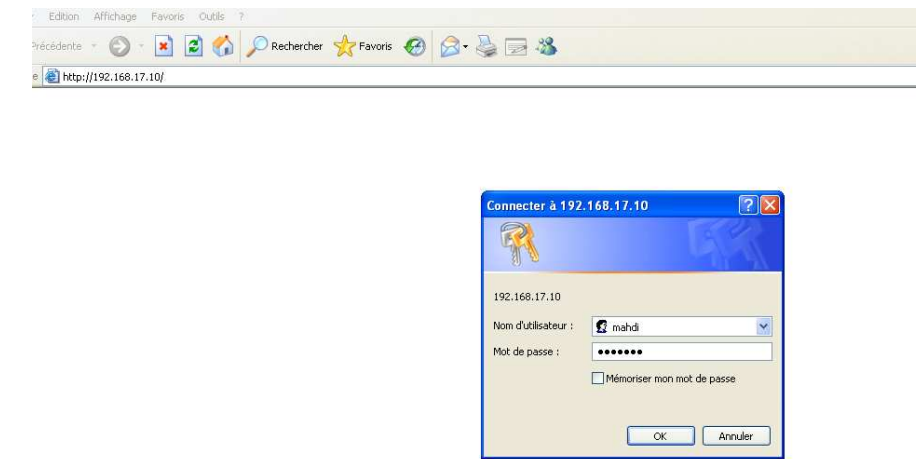 Edition Affichage Favoris Outils ?
Précédente Rechercher Favoris
e http://192.168.17.10/
Connecter à 192.168.17.10
192.168.17.10
Nom d'utilisateur : mahdi
Mot de passe : •••••••
Mémoriser mon mot de passe
OK Annuler